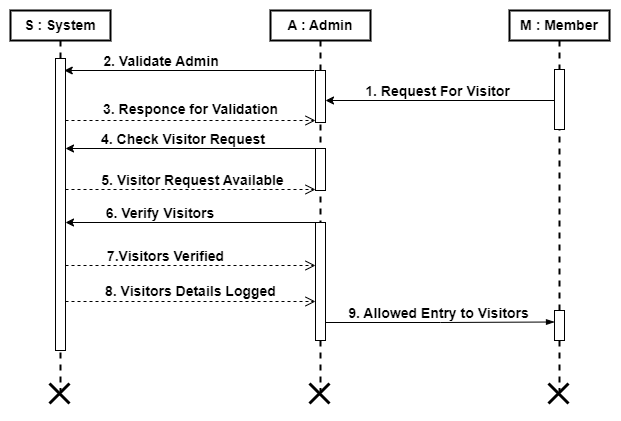 S : System
A : Admin
M : Member
2. Validate Admin
1. Request For Visitor
3. Responce for Validation
4. Check Visitor Request
5. Visitor Request Available
6. Verify Visitors
7.Visitors Verified
8. Visitors Details Logged
9. Allowed Entry to Visitors